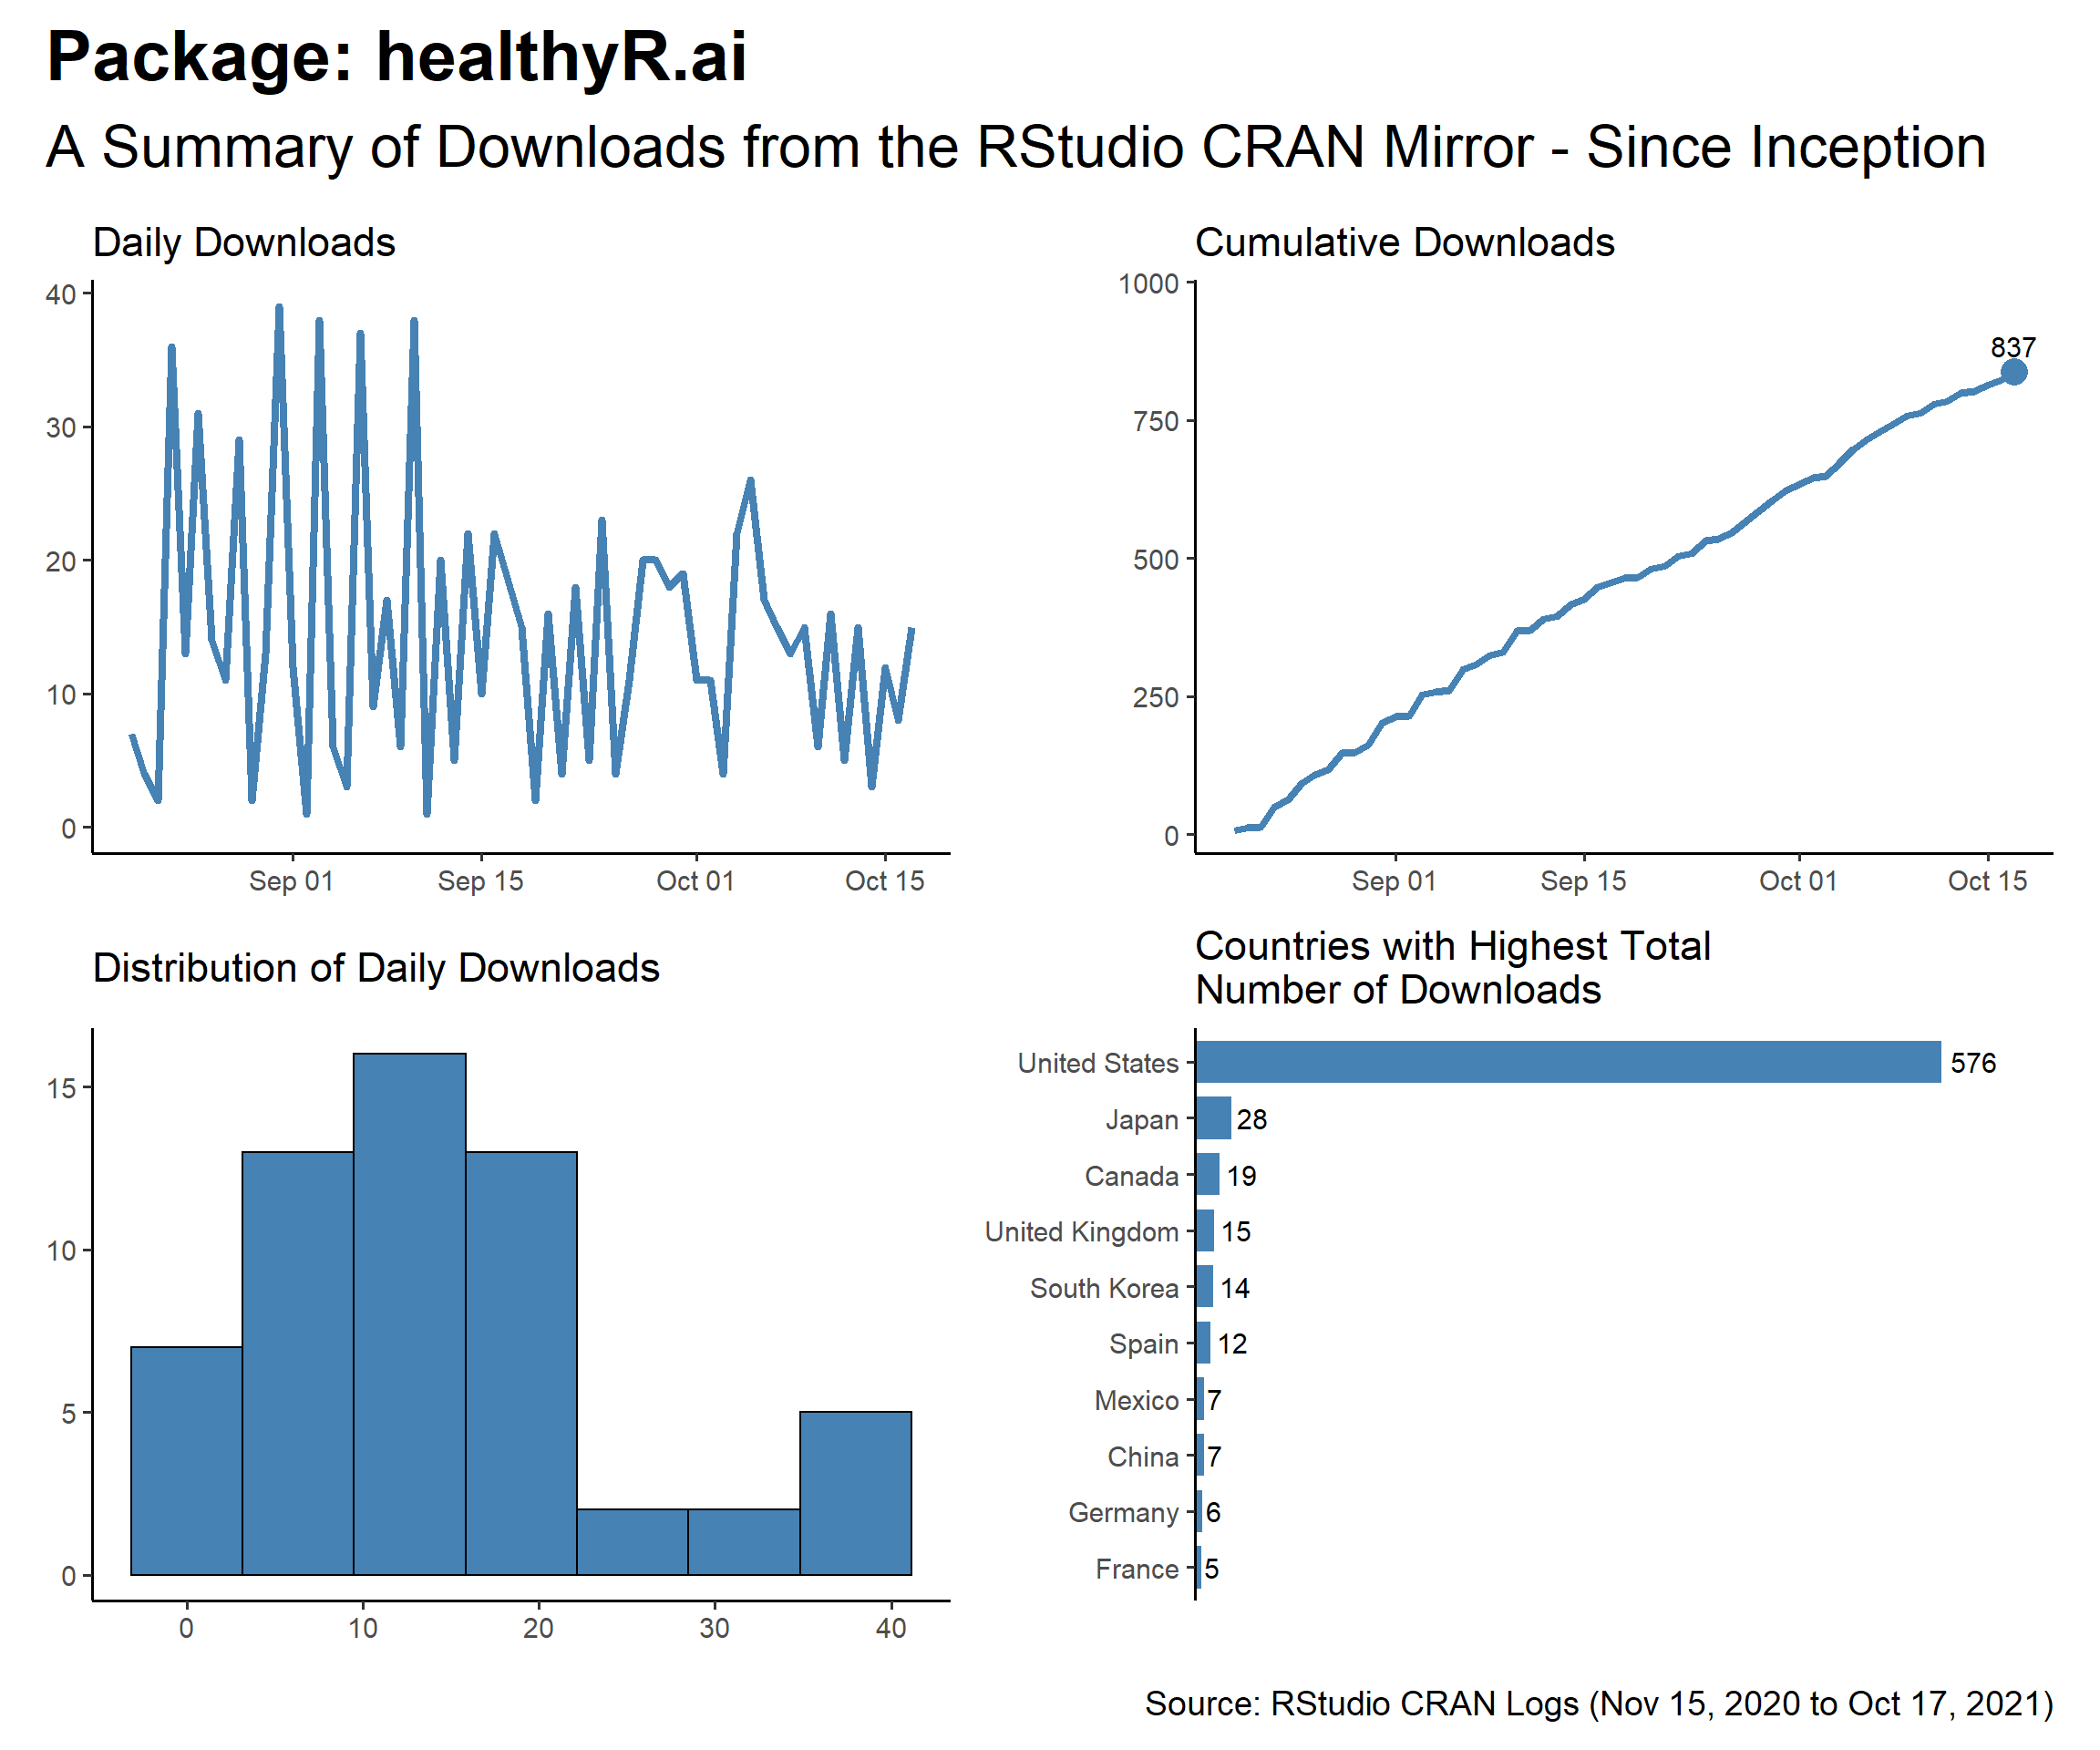 Package: healthyR.ai
A Summary of Downloads from the RStudio CRAN Mirror - Since Inception
Daily Downloads
40
30
20
10
0
Sep 01 Sep 15 Oct 01 Oct 15
Cumulative Downloads
1000
750
500
250
0
837
Sep 01 Sep 15 Oct 01 Oct 15
Distribution of Daily Downloads
15
10
5
0
0 10 20 30 40
Countries with Highest Total
Number of Downloads
United States 576
Japan 28
Canada 19
United Kingdom 15
South Korea 14
Spain 12
Mexico 7
China 7
Germany 6
France 5
Source: RStudio CRAN Logs (Nov 15, 2020 to Oct 17, 2021)